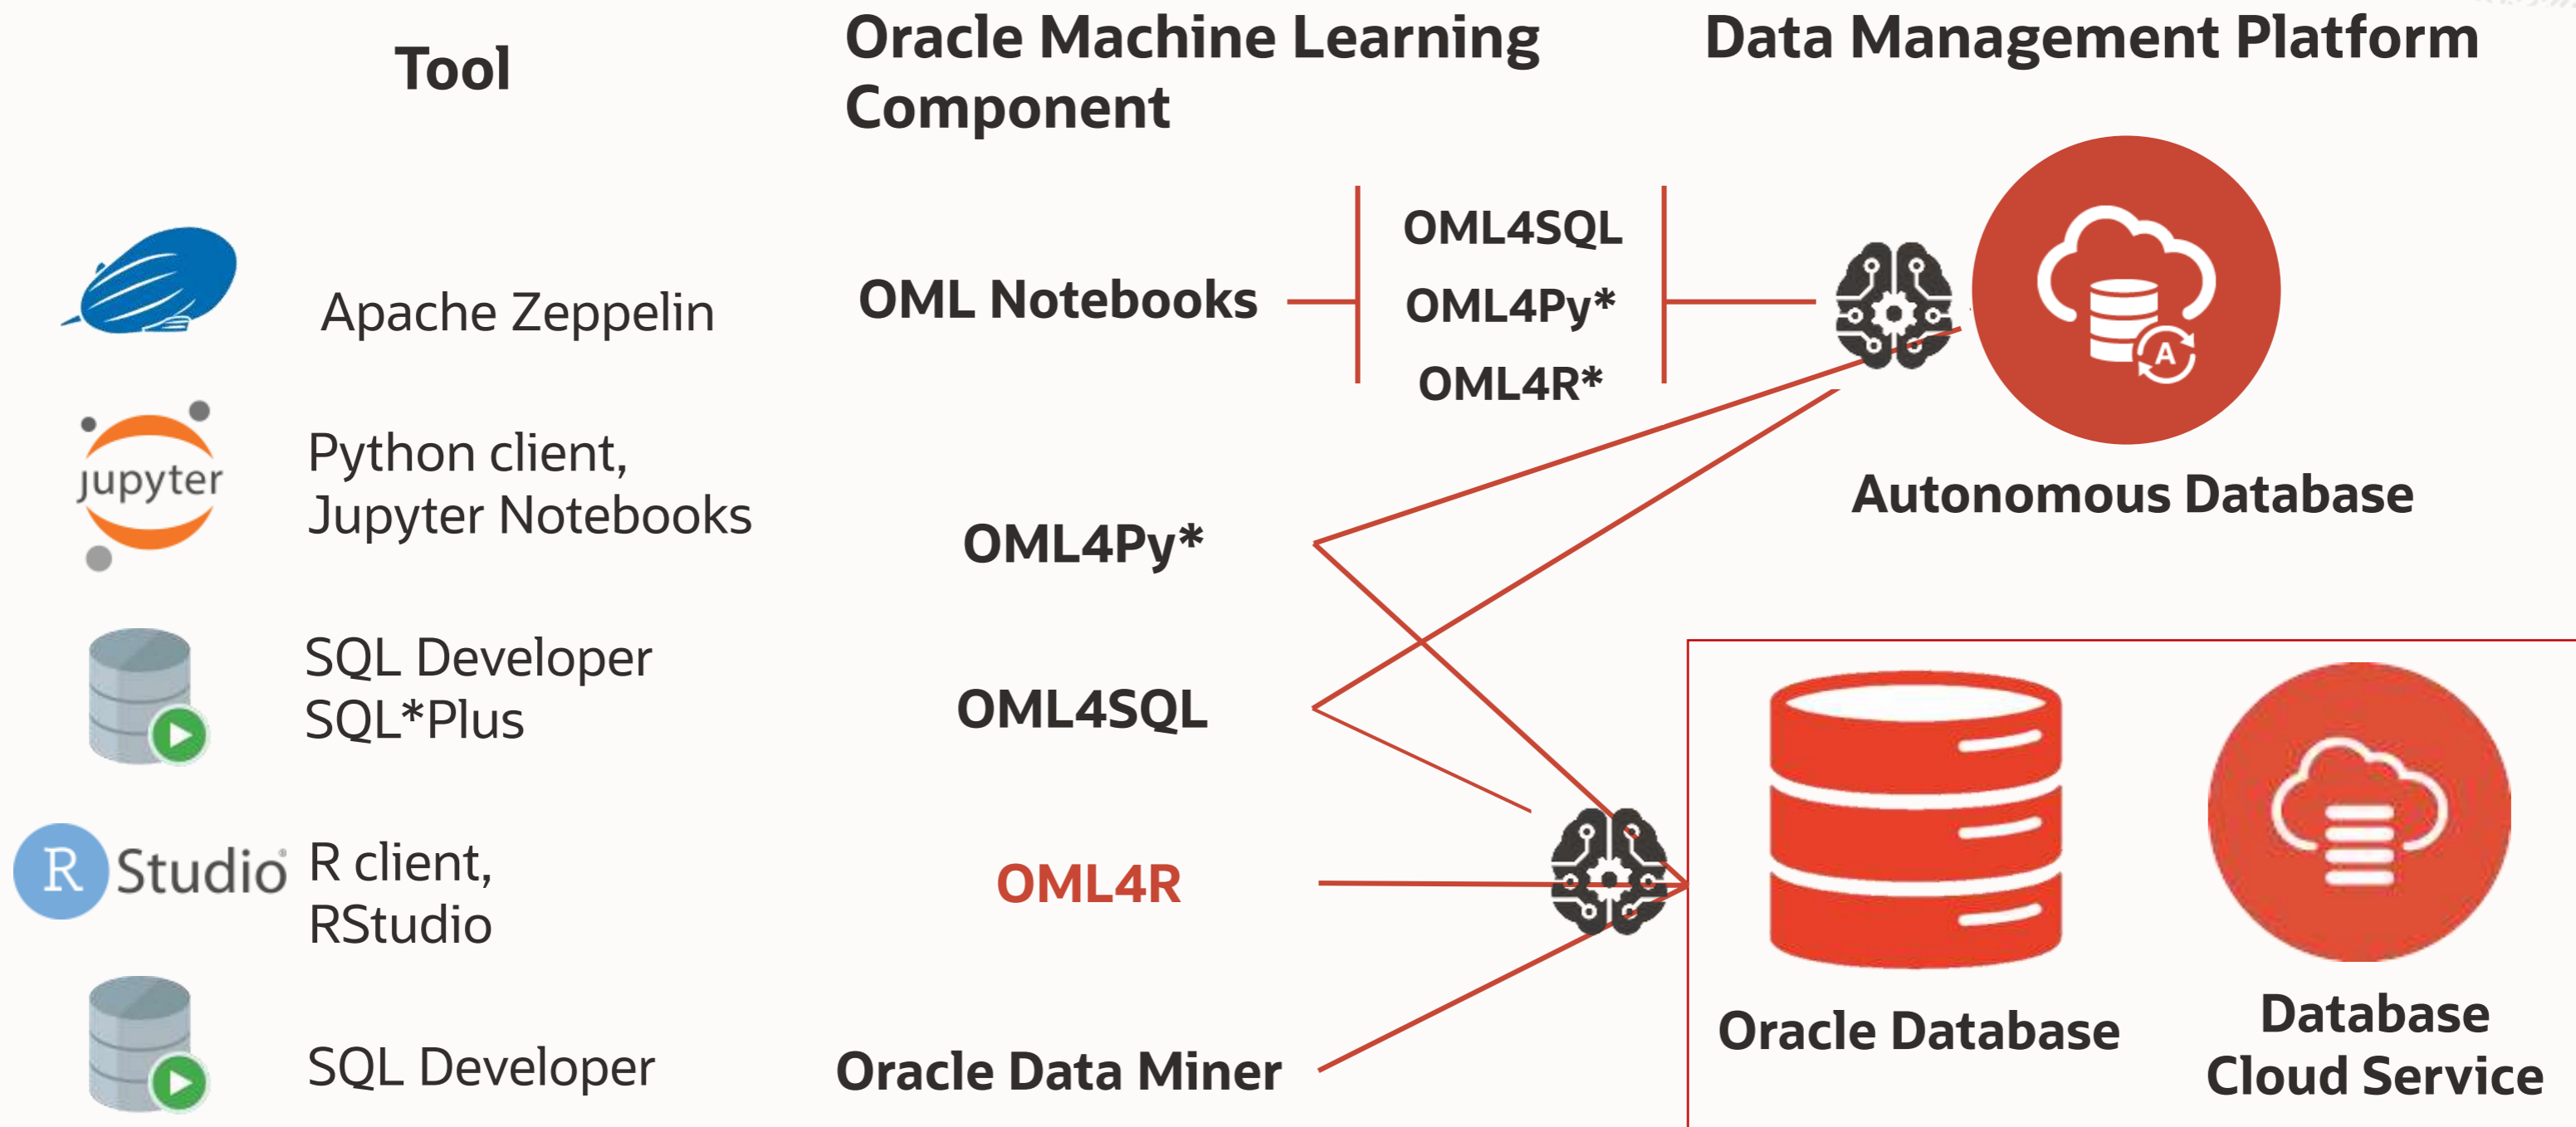 Tool
Oracle Machine Learning
Component
Data Management Platform
Apache Zeppelin
OML Notebooks
OML4SQL
OML4Py*
OML4R*
A
Autonomous Database
jupyter
Python client,
Jupyter Notebooks
OML4Py*
SQL Developer
SQL*Plus
OML4SQL
R Studio®
R client,
RStudio
OML4R
SQL Developer
Oracle Data Miner
Oracle Database
Database
Cloud Service